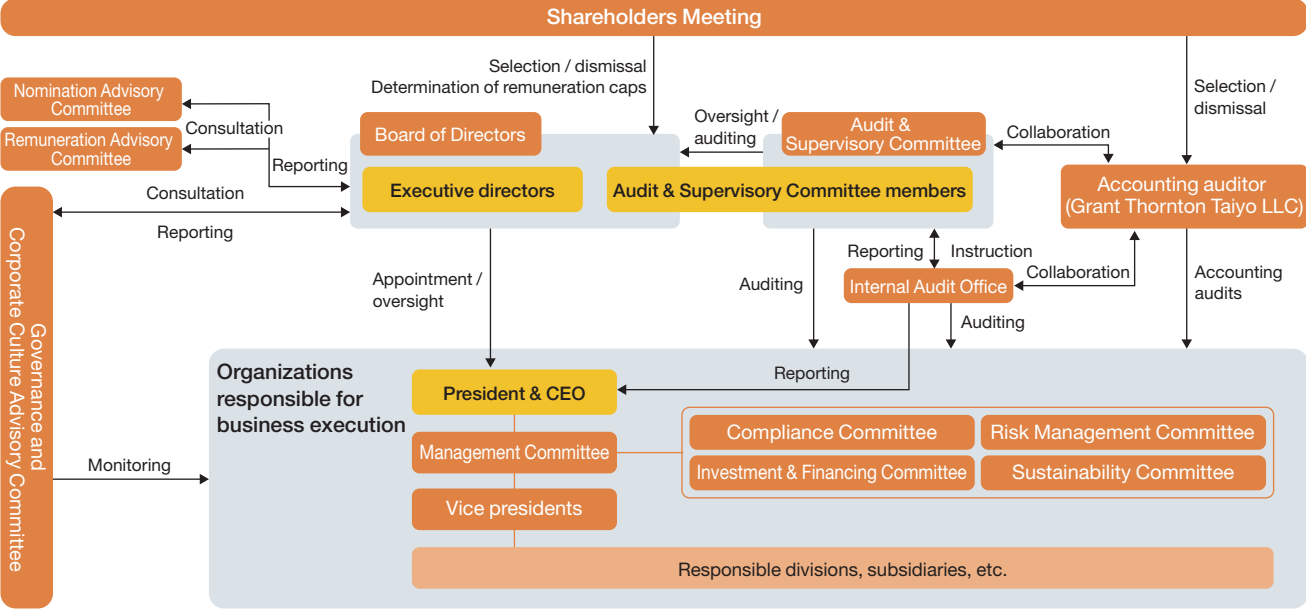 Shareholders Meeting
Selection / dismissal
Determination of remuneration caps
Selection /
dismissal
Nomination Advisory
Committee
Remuneration Advisory
Committee
Consultation
Reporting
Board of Directors
Oversight /
auditing
Audit &
Supervisory Committee
Collaboration
Executive directors
Audit & Supervisory Committee members
Accounting auditor
(Grant Thornton Taiyo LLC)
Consultation
Reporting
Governance and
Corporate Culture Advisory Committee
Appointment /
oversight
Auditing
Reporting
Instruction
Internal Audit Office
Collaboration
Accounting
audits
Auditing
Organizations
responsible for
business execution
Reporting
President & CEO
Management Committee
Compliance Committee
Risk Management Committee
Investment & Financing Committee
Sustainability Committee
Monitoring
Vice presidents
Responsible divisions, subsidiaries, etc.